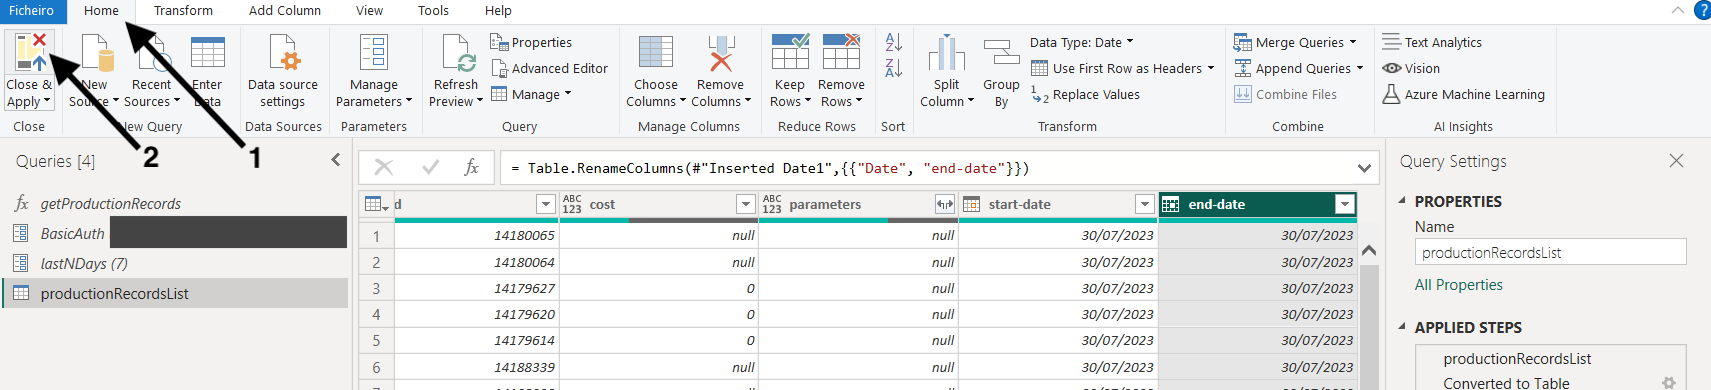 Ficheiro Home Transform Add Column View Tools Help
?
Close & Apply
New Source
Recent Sources
Enter Data
Data source settings
Manage Parameters
Refresh Preview
Properties
Advanced Editor
Manage
Choose Columns
Remove Columns
Keep Rows
Remove Rows
A Z
Z A
Split Column
Group By
Data Type: Date
Use First Row as Headers
1 2 Replace Values
Merge Queries
Append Queries
Combine Files
Text Analytics
Vision
Azure Machine Learning
Close New Query Data Sources Parameters Query Manage Columns Reduce Rows Sort Transform Combine AI Insights
2 1
Queries [4]
fx getProductionRecords
BasicAuth
lastNDays (7)
productionRecordsList
fx = Table.RenameColumns(#"Inserted Date1",{{"Date", "end-date"}})
d ABC 123 cost ABC 123 parameters start-date end-date
1 14180065 null null 30/07/2023 30/07/2023
2 14180064 null null 30/07/2023 30/07/2023
3 14179627 0 null 30/07/2023 30/07/2023
4 14179620 0 null 30/07/2023 30/07/2023
5 14179614 0 null 30/07/2023 30/07/2023
6 14188339 null null 30/07/2023 30/07/2023
Query Settings
PROPERTIES
Name
productionRecordsList
All Properties
APPLIED STEPS
productionRecordsList
Converted to Table